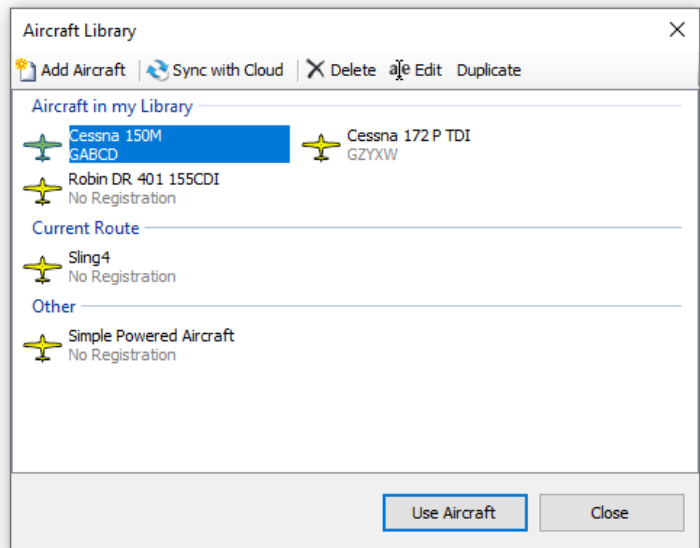 Aircraft Library
Add Aircraft Sync with Cloud Delete Edit Duplicate
Aircraft in my Library
Cessna 150M Cessna 172 P TDI
GABCD GZYXW
Robin DR 401 155CDI
No Registration
Current Route
Sling4
No Registration
Other
Simple Powered Aircraft
No Registration
Use Aircraft Close